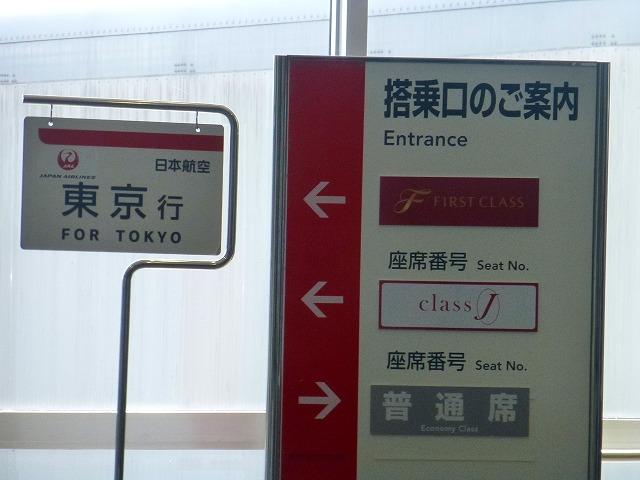 JAL
JAPAN AIRLINES
日本航空
東京行
FOR TOKYO
搭乗口のご案内
Entrance
F FIRST CLASS
座席番号 Seat No.
class J
座席番号 Seat No.
普通席
Economy Class